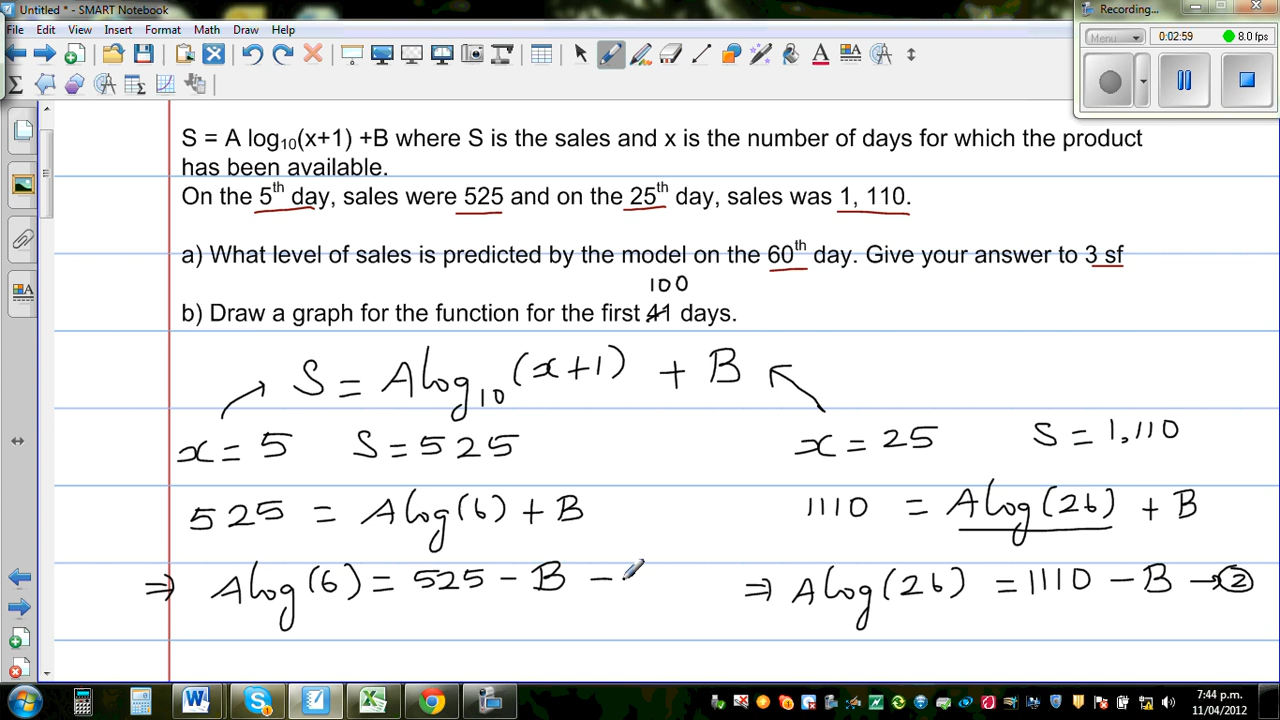 Untitled * - SMART Notebook
Recording...
File Edit View Insert Format Tools Math Draw Help
Menu
0:02:59
8.0 fps
S = A log10(x+1) +B where S is the sales and x is the number of days for which the product
has been available.
On the 5th day, sales were 525 and on the 25th day, sales was 1, 110.
a) What level of sales is predicted by the model on the 60th day. Give your answer to 3 sf
100
b) Draw a graph for the function for the first 41 days.
S = A log10 (x+1) + B
x = 5 S = 525 x = 25 S = 1,110
525 = A log(6) + B 1110 = A log(26) + B
⇒ A log(6) = 525 - B - ⇒ A log(26) = 1110 - B → ②
7:44 p.m.
11/04/2012